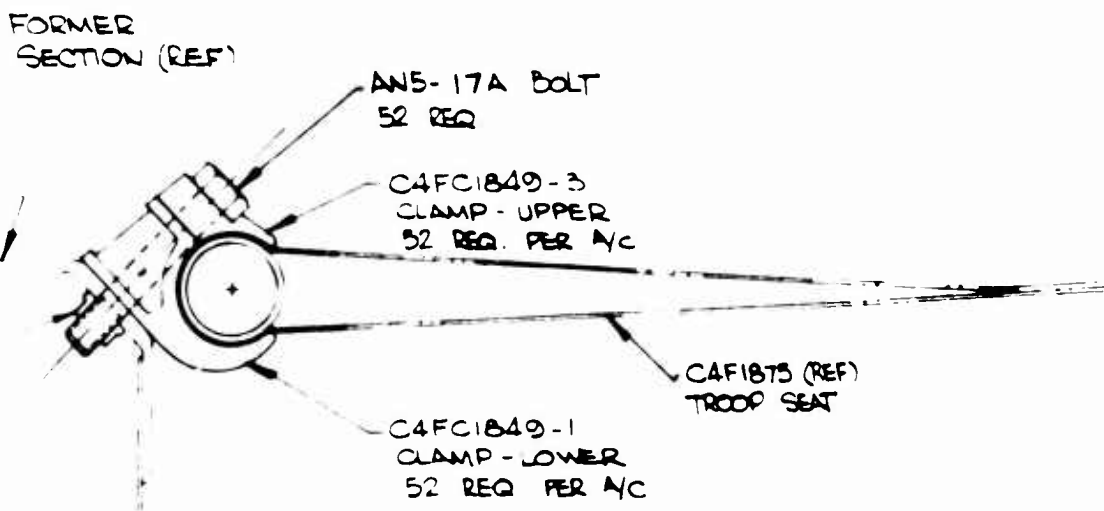 FORMER
SECTION (REF)
AN5-17A BOLT
52 REQ
C4FC1849-3
CLAMP - UPPER
52 REQ. PER A/C
C4F1875 (REF)
TROOP SEAT
C4FC1849-1
CLAMP - LOWER
52 REQ PER A/C